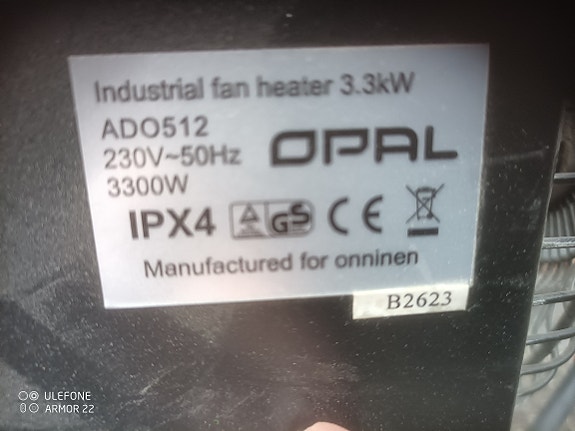 Industrial fan heater 3.3kW
ADO512
230V~50Hz
OPAL
3300W
IPX4 GS CE
Manufactured for onninen
B2623
ULEFONE
ARMOR 22